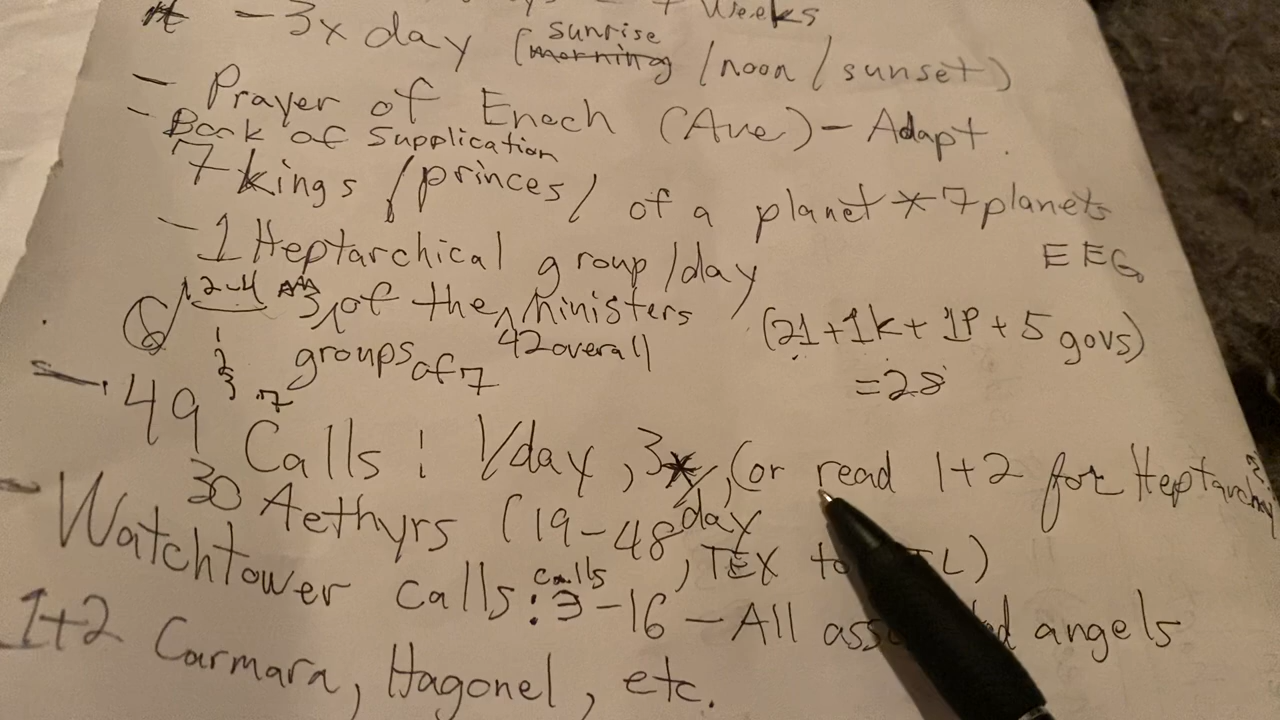 Weeks
- 3x day (morning sunrise / noon / sunset)
- Prayer of Enoch (Ave) - Adapt.
- Book of Supplication
7 kings / princes / of a planet * 7 planets
- 1 Heptarchical group / day
EEG
2-4 3 of the 42 overall ministers
(21 + 1k + 1P + 5 govs)
1 2 3 groups of 7
= 28
- 49 Calls : 1/day, 3x/day, (or read 1+2 for Heptarchy?
30 Aethyrs (19-48, TEX to L)
- Watchtower calls : calls 3-16 - All angels
1+2 Carmara, Hagonel, etc.